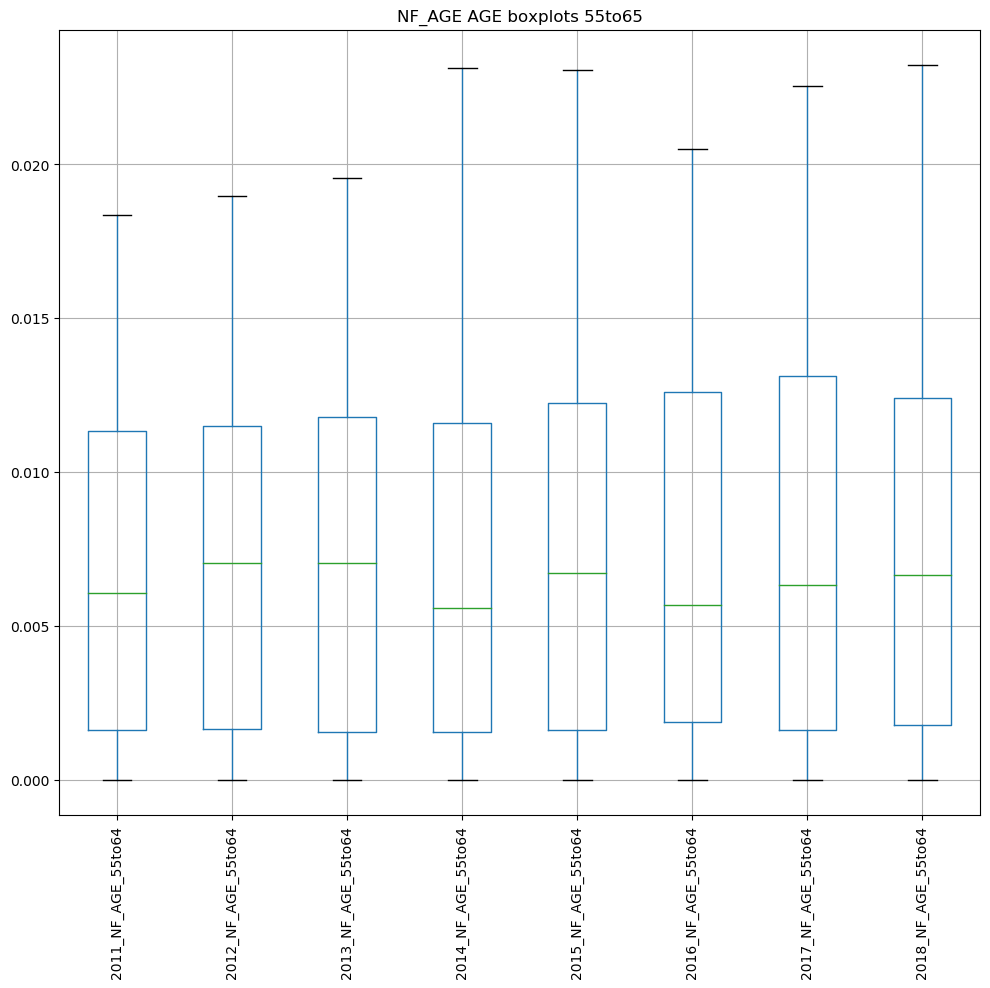 NF_AGE AGE boxplots 55to65
0.020
0.015
0.010
0.005
0.000
2011_NF_AGE_55to64
2012_NF_AGE_55to64
2013_NF_AGE_55to64
2014_NF_AGE_55to64
2015_NF_AGE_55to64
2016_NF_AGE_55to64
2017_NF_AGE_55to64
2018_NF_AGE_55to64